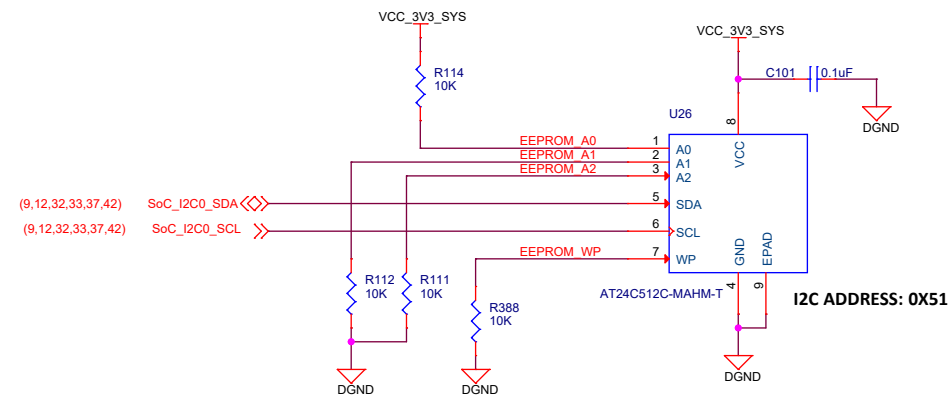 VCC_3V3_SYS
VCC_3V3_SYS
R114
10K
C101
0.1uF
DGND
U26
8
VCC
EEPROM_A0
1
A0
EEPROM_A1
2
A1
EEPROM_A2
3
A2
(9,12,32,33,37,42)
SoC_I2C0_SDA
5
SDA
(9,12,32,33,37,42)
SoC_I2C0_SCL
6
SCL
EEPROM_WP
7
WP
GND
EPAD
4
9
AT24C512C-MAHM-T
I2C ADDRESS: 0X51
R112
10K
R111
10K
R388
10K
DGND
DGND
DGND